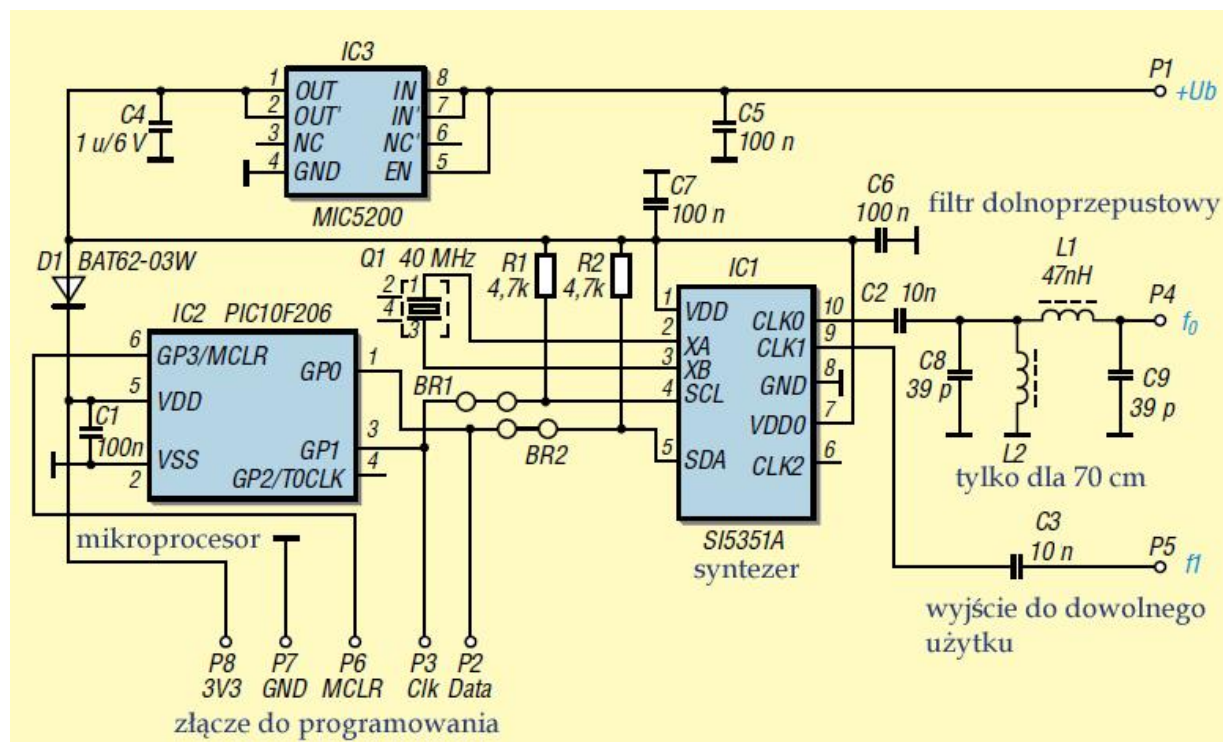 IC3
1 OUT IN 8
2 OUT' IN' 7
3 NC NC' 6
4 GND EN 5
MIC5200
C4
1 u/6 V
P1
+Ub
C5
100 n
C7
100 n
C6
100 n
filtr dolnoprzepustowy
D1 BAT62-03W
Q1 40 MHz
2
1
4
3
R1
4,7k
R2
4,7k
IC1
1 VDD
2 XA
3 XB
4 SCL
5 SDA
CLK0 10
CLK1 9
GND 8
VDD0 7
CLK2 6
SI5351A
syntezer
C2 10n
L1
47nH
P4
f0
C8
39 p
C9
39 p
L2
tylko dla 70 cm
IC2 PIC10F206
6 GP3/MCLR
GP0 1
5 VDD
GP1 3
VSS
2
GP2/T0CLK 4
C1
100n
BR1
BR2
mikroprocesor
C3
10 n
P5
f1
wyjście do dowolnego
użytku
P8 P7 P6 P3 P2
3V3 GND MCLR Clk Data
złącze do programowania